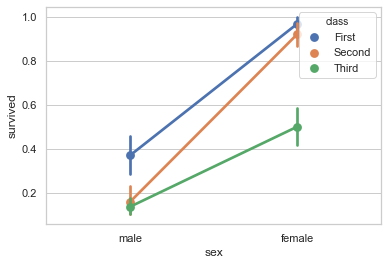 1.0
0.8
0.6
0.4
0.2
survived
class
First
Second
Third
male female
sex